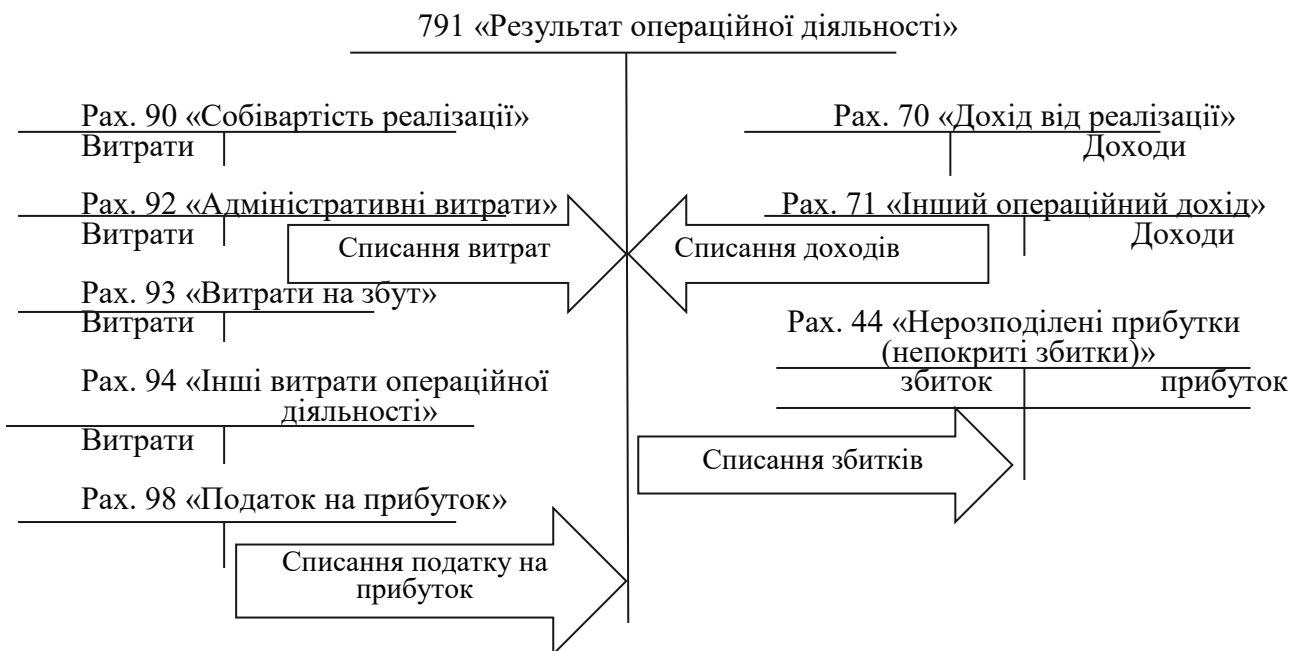 791 «Результат операційної діяльності»
Рах. 90 «Собівартість реалізації»
Витрати
Рах. 70 «Дохід від реалізації»
Доходи
Рах. 92 «Адміністративні витрати»
Витрати
Рах. 71 «Інший операційний дохід»
Доходи
Списання витрат
Списання доходів
Рах. 93 «Витрати на збут»
Витрати
Рах. 44 «Нерозподілені прибутки
(непокриті збитки)»
збиток прибуток
Рах. 94 «Інші витрати операційної
діяльності»
Витрати
Списання збитків
Рах. 98 «Податок на прибуток»
Списання податку на
прибуток